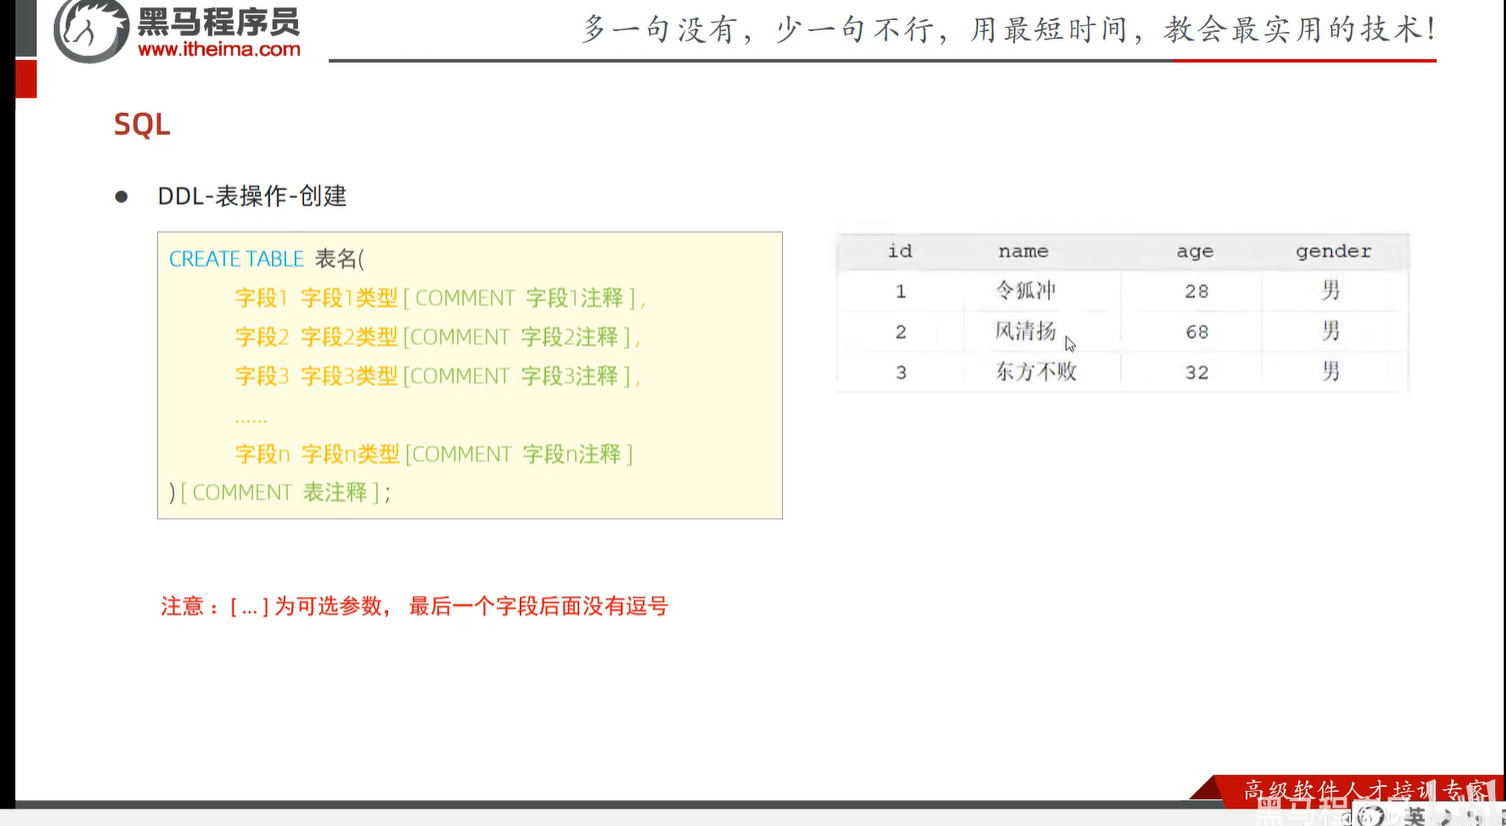 黑马程序员
www.itheima.com
多一句没有，少一句不行，用最短时间，教会最实用的技术！
SQL
● DDL-表操作-创建
CREATE TABLE 表名(
字段1 字段1类型[ COMMENT 字段1注释 ] ,
字段2 字段2类型[COMMENT 字段2注释 ] ,
字段3 字段3类型[COMMENT 字段3注释 ] ,
......
字段n 字段n类型[COMMENT 字段n注释 ]
)[ COMMENT 表注释 ] ;
id name age gender
1 令狐冲 28 男
2 风清扬 68 男
3 东方不败 32 男
注意：[ ... ] 为可选参数， 最后一个字段后面没有逗号
高级软件人才培训专家
英